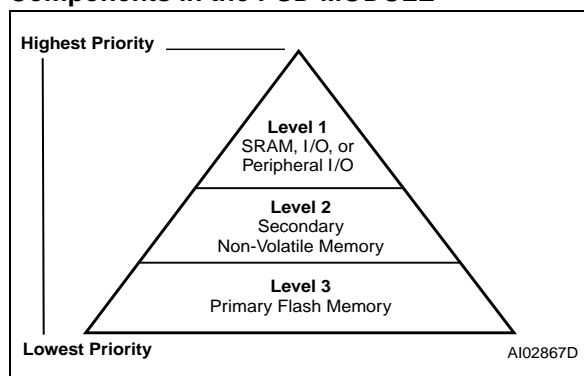 Components in the PSD MODULE
Highest Priority
Level 1
SRAM, I/O, or
Peripheral I/O
Level 2
Secondary
Non-Volatile Memory
Level 3
Primary Flash Memory
Lowest Priority
AI02867D